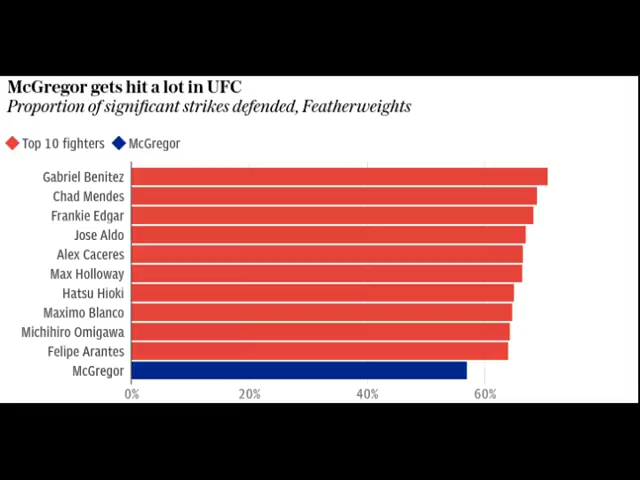 McGregor gets hit a lot in UFC
Proportion of significant strikes defended, Featherweights
Top 10 fighters McGregor
Gabriel Benitez
Chad Mendes
Frankie Edgar
Jose Aldo
Alex Caceres
Max Holloway
Hatsu Hioki
Maximo Blanco
Michihiro Omigawa
Felipe Arantes
McGregor
0% 20% 40% 60%